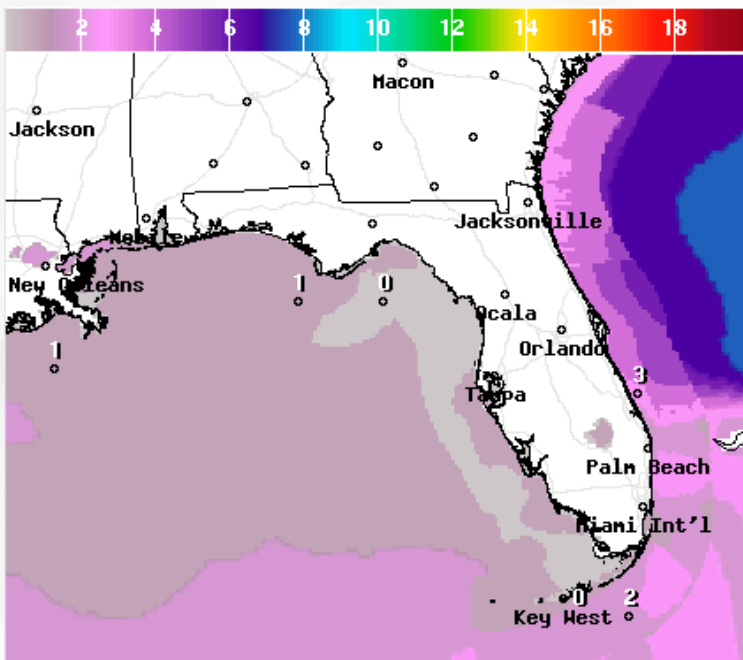 2 4 6 8 10 12 14 16 18
Macon
Jackson
Jacksonville
Mobile
New Orleans
1 0
Ocala
Orlando
1
3
Tampa
Palm Beach
Miami Int'l
0 2
Key West